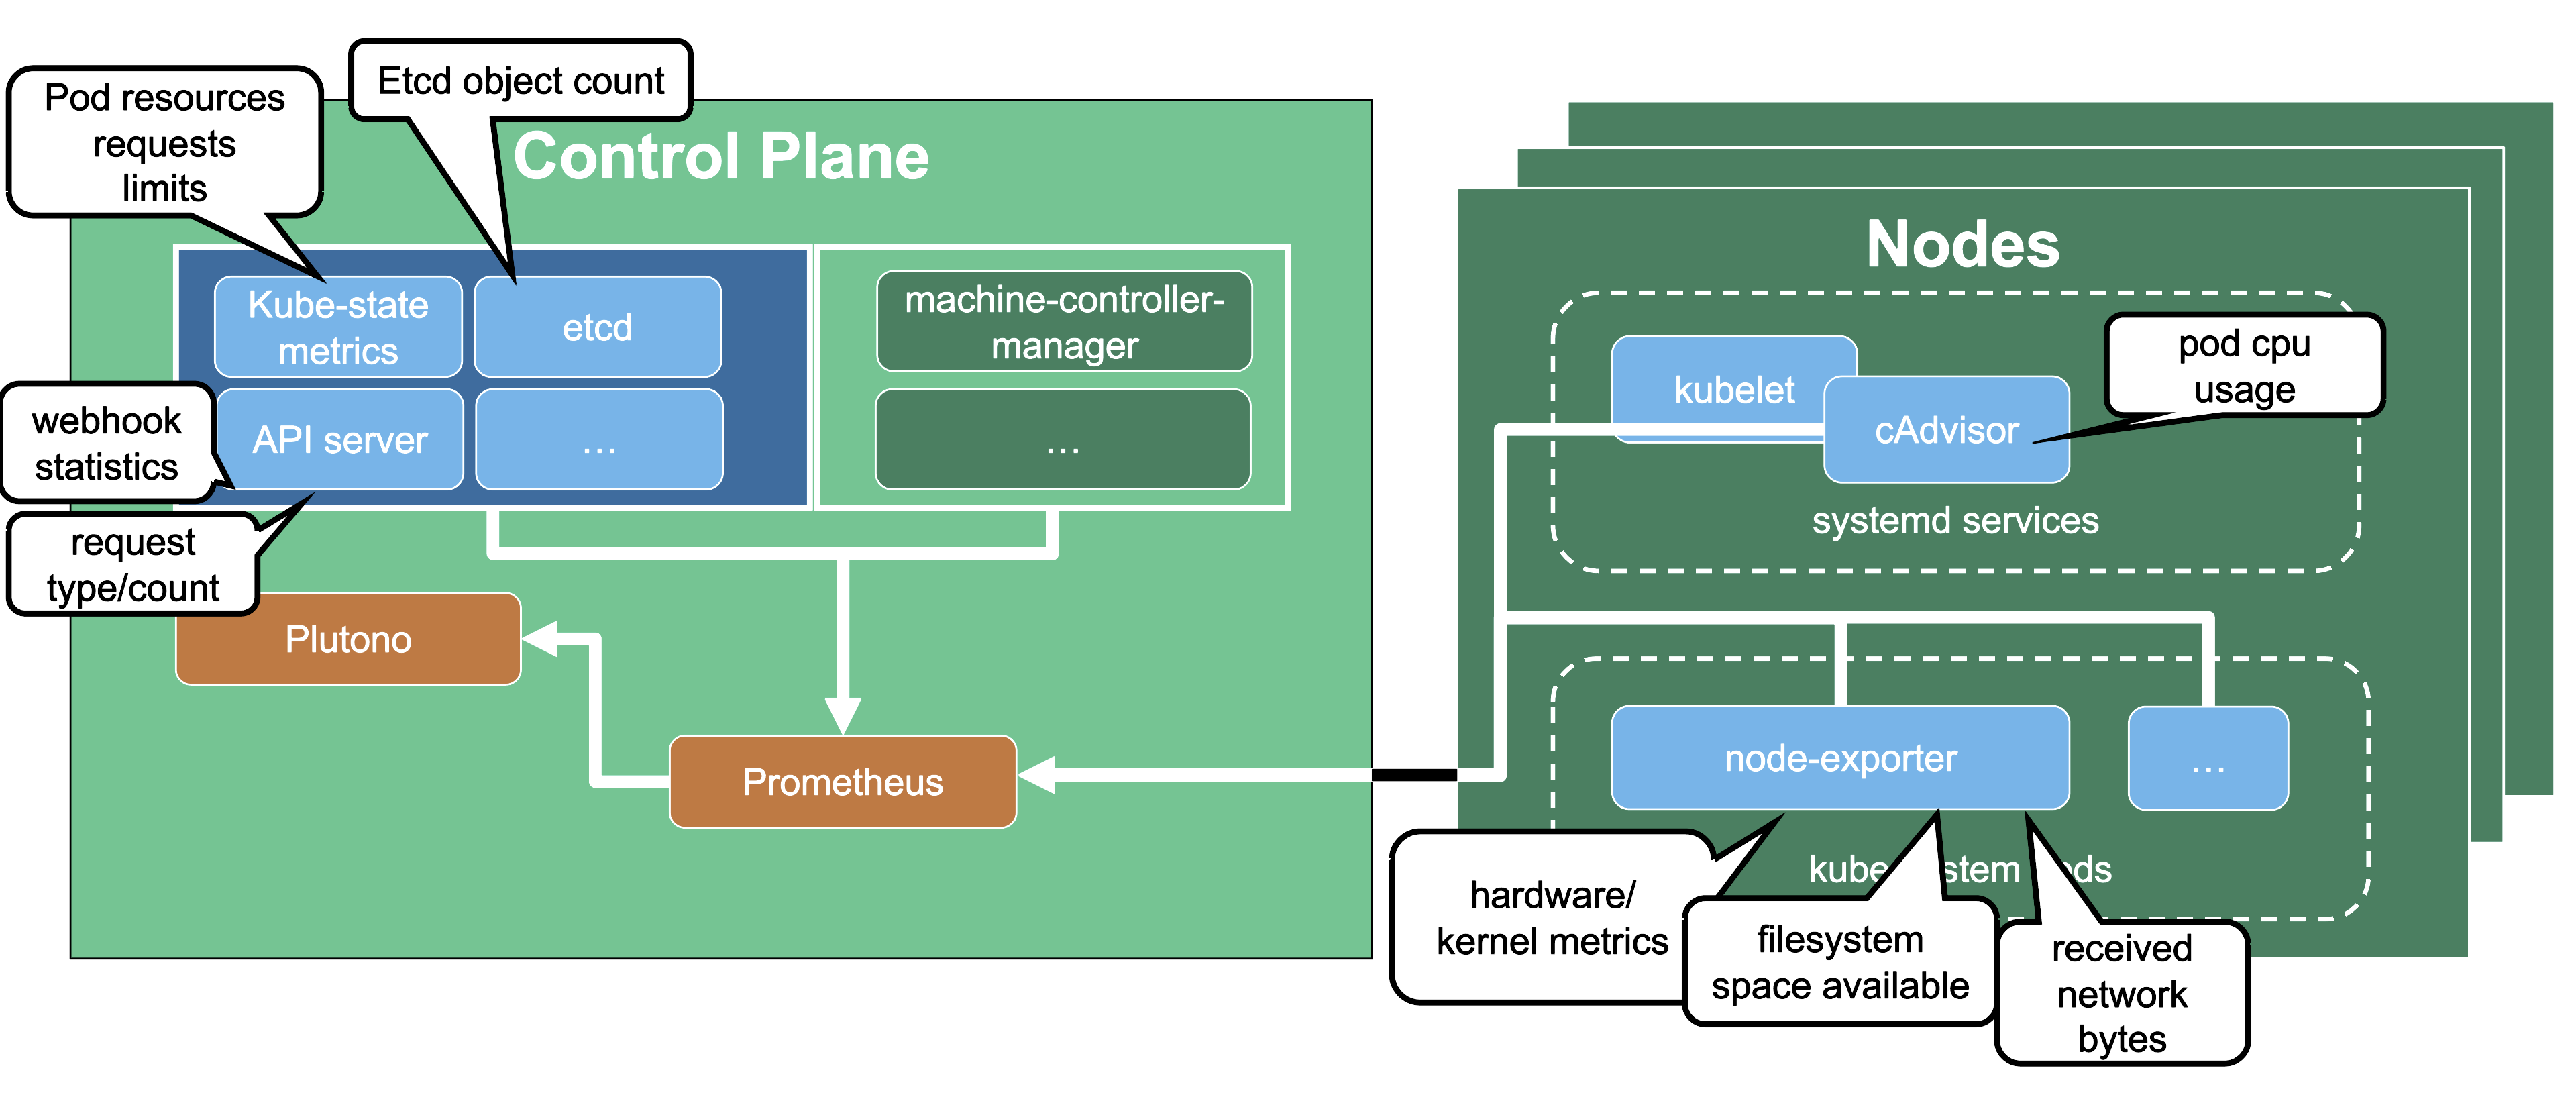 Etcd object count
Pod resources
requests
limits
Control Plane
Kube-state
metrics
etcd
machine-controller-
manager
webhook
statistics
API server
...
...
request
type/count
Plutono
Prometheus
Nodes
kubelet
cAdvisor
pod cpu
usage
systemd services
node-exporter
...
kube stem ds
hardware/
kernel metrics
filesystem
space available
received
network
bytes